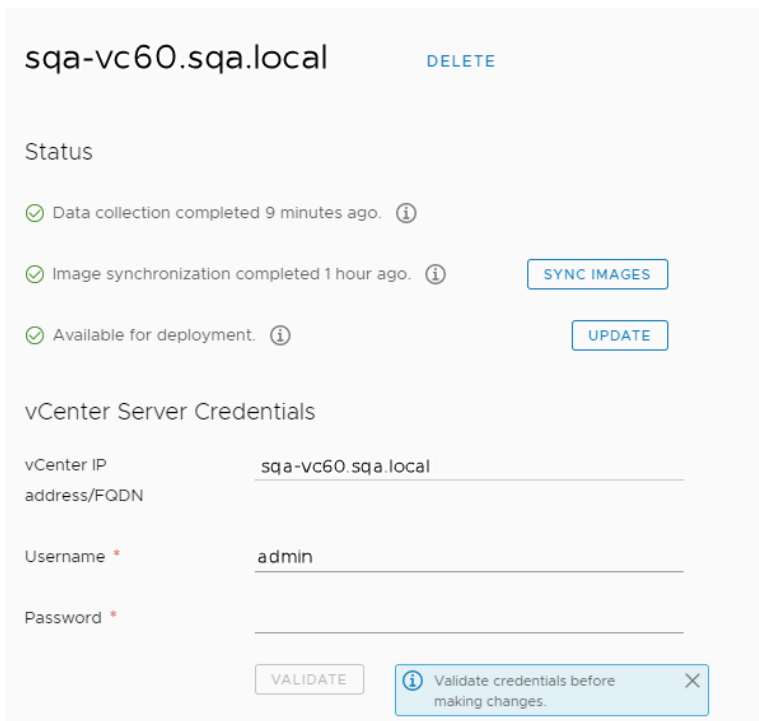 sqa-vc60.sqa.local DELETE
Status
Data collection completed 9 minutes ago.
Image synchronization completed 1 hour ago. SYNC IMAGES
Available for deployment. UPDATE
vCenter Server Credentials
vCenter IP sqa-vc60.sqa.local
address/FQDN
Username * admin
Password *
VALIDATE Validate credentials before
making changes.